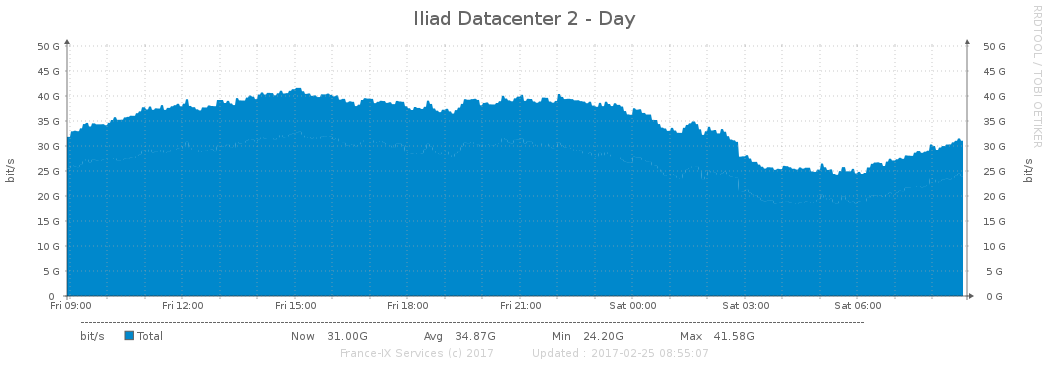 Iliad Datacenter 2 - Day
RRDTOOL / TOBI OETIKER
50 G 50 G
45 G 45 G
40 G 40 G
35 G 35 G
30 G 30 G
25 G 25 G
20 G 20 G
15 G 15 G
10 G 10 G
5 G 5 G
0 0 G
bit/s bit/s
Fri 09:00 Fri 12:00 Fri 15:00 Fri 18:00 Fri 21:00 Sat 00:00 Sat 03:00 Sat 06:00
bit/s Total Now 31.00G Avg 34.87G Min 24.20G Max 41.58G
France-IX Services (c) 2017 Updated : 2017-02-25 08:55:07